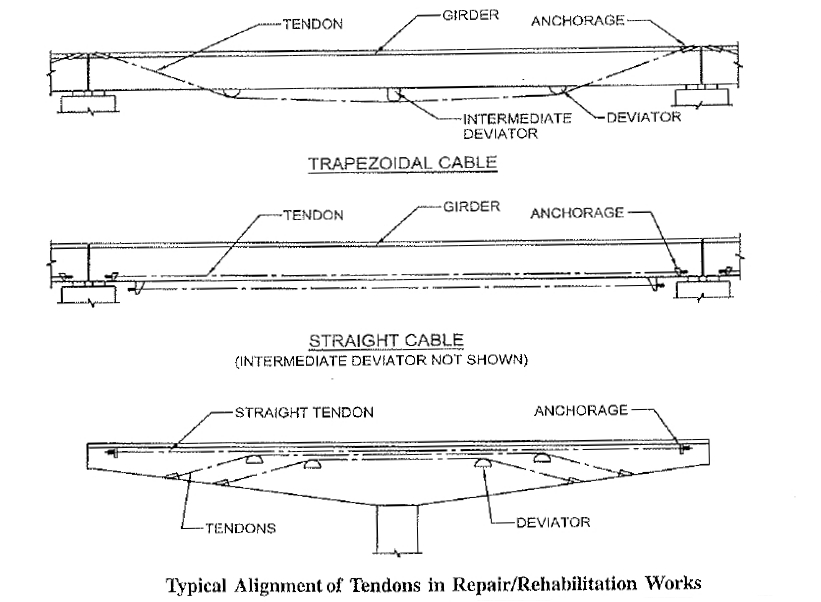 TENDON
GIRDER
ANCHORAGE
INTERMEDIATE
DEVIATOR
DEVIATOR
TRAPEZOIDAL CABLE
TENDON
GIRDER
ANCHORAGE
STRAIGHT CABLE
(INTERMEDIATE DEVIATOR NOT SHOWN)
STRAIGHT TENDON
ANCHORAGE
TENDONS
DEVIATOR
Typical Alignment of Tendons in Repair/Rehabilitation Works